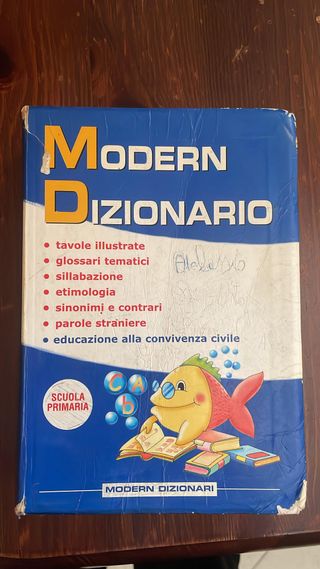 MODERN
DIZIONARIO
• tavole illustrate
• glossari tematici
• sillabazione
• etimologia
• sinonimi e contrari
• parole straniere
• educazione alla convivenza civile
C A
b
SCUOLA
PRIMARIA
MODERN DIZIONARI